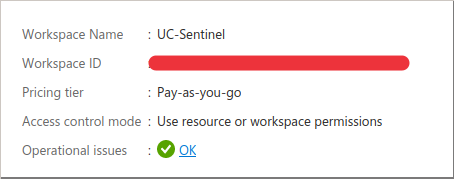 Workspace Name : UC-Sentinel
Workspace ID :
Pricing tier : Pay-as-you-go
Access control mode : Use resource or workspace permissions
Operational issues : OK